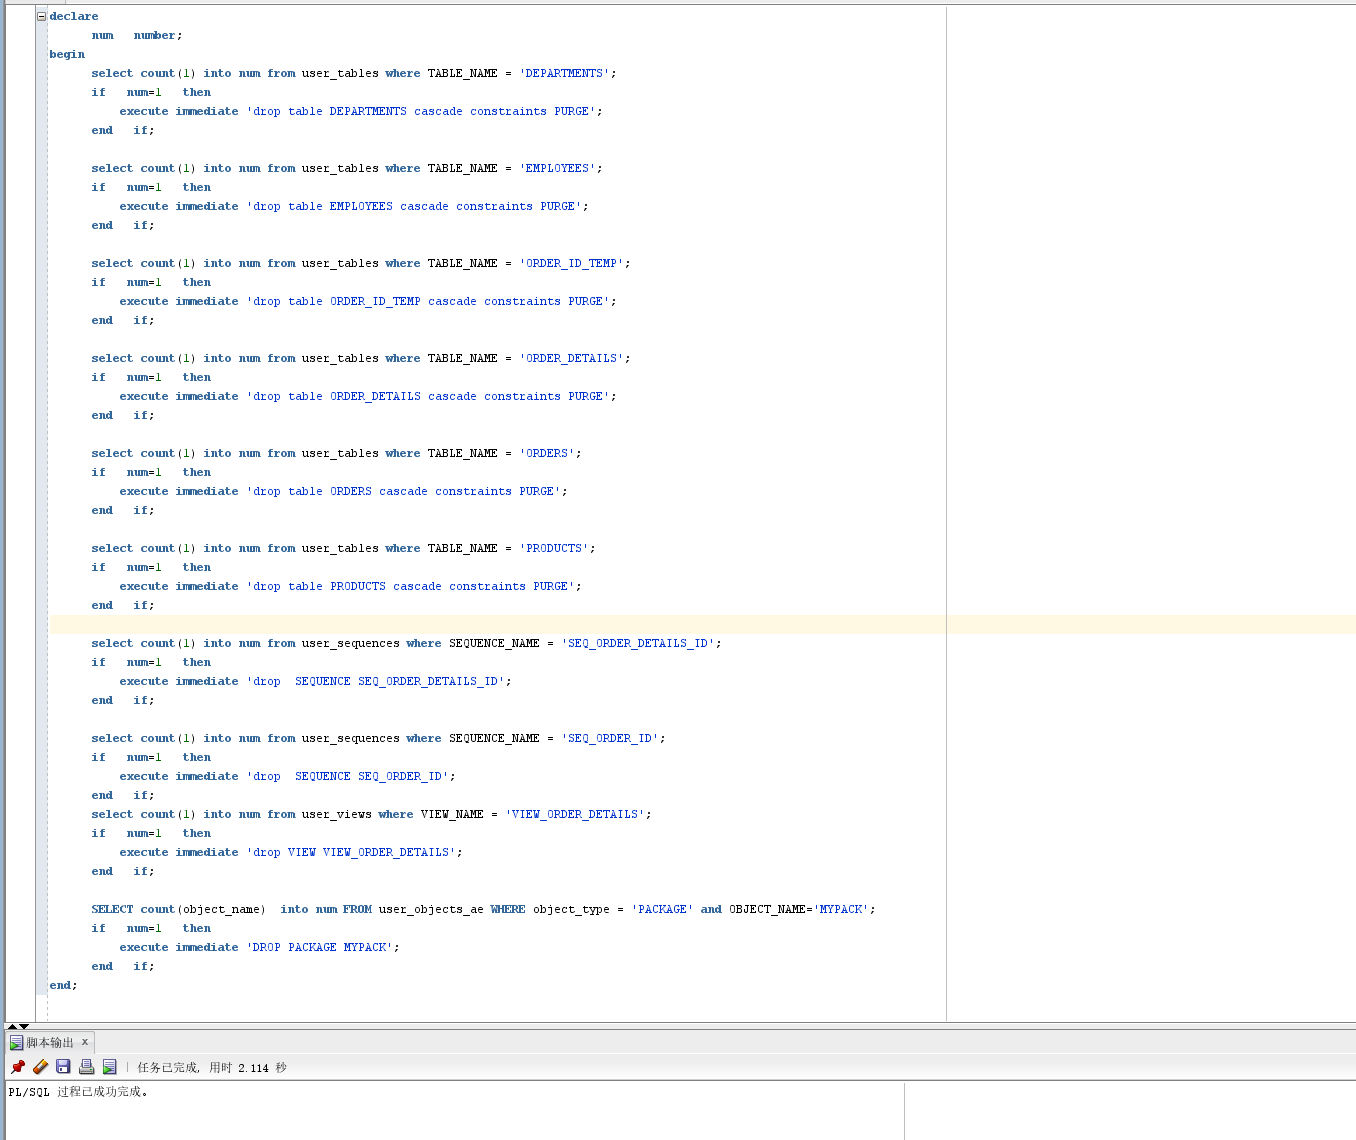 declare
      num   number;
begin
      select count(1) into num from user_tables where TABLE_NAME = 'DEPARTMENTS';
      if   num=1   then
          execute immediate 'drop table DEPARTMENTS cascade constraints PURGE';
      end   if;

      select count(1) into num from user_tables where TABLE_NAME = 'EMPLOYEES';
      if   num=1   then
          execute immediate 'drop table EMPLOYEES cascade constraints PURGE';
      end   if;

      select count(1) into num from user_tables where TABLE_NAME = 'ORDER_ID_TEMP';
      if   num=1   then
          execute immediate 'drop table ORDER_ID_TEMP cascade constraints PURGE';
      end   if;

      select count(1) into num from user_tables where TABLE_NAME = 'ORDER_DETAILS';
      if   num=1   then
          execute immediate 'drop table ORDER_DETAILS cascade constraints PURGE';
      end   if;

      select count(1) into num from user_tables where TABLE_NAME = 'ORDERS';
      if   num=1   then
          execute immediate 'drop table ORDERS cascade constraints PURGE';
      end   if;

      select count(1) into num from user_tables where TABLE_NAME = 'PRODUCTS';
      if   num=1   then
          execute immediate 'drop table PRODUCTS cascade constraints PURGE';
      end   if;

      select count(1) into num from user_sequences where SEQUENCE_NAME = 'SEQ_ORDER_DETAILS_ID';
      if   num=1   then
          execute immediate 'drop  SEQUENCE SEQ_ORDER_DETAILS_ID';
      end   if;

      select count(1) into num from user_sequences where SEQUENCE_NAME = 'SEQ_ORDER_ID';
      if   num=1   then
          execute immediate 'drop  SEQUENCE SEQ_ORDER_ID';
      end   if;
      select count(1) into num from user_views where VIEW_NAME = 'VIEW_ORDER_DETAILS';
      if   num=1   then
          execute immediate 'drop VIEW VIEW_ORDER_DETAILS';
      end   if;

      SELECT count(object_name)  into num FROM user_objects_ae WHERE object_type = 'PACKAGE' and OBJECT_NAME='MYPACK';
      if   num=1   then
          execute immediate 'DROP PACKAGE MYPACK';
      end   if;
end;
脚本输出 x
任务已完成, 用时 2.114 秒
PL/SQL 过程已成功完成。